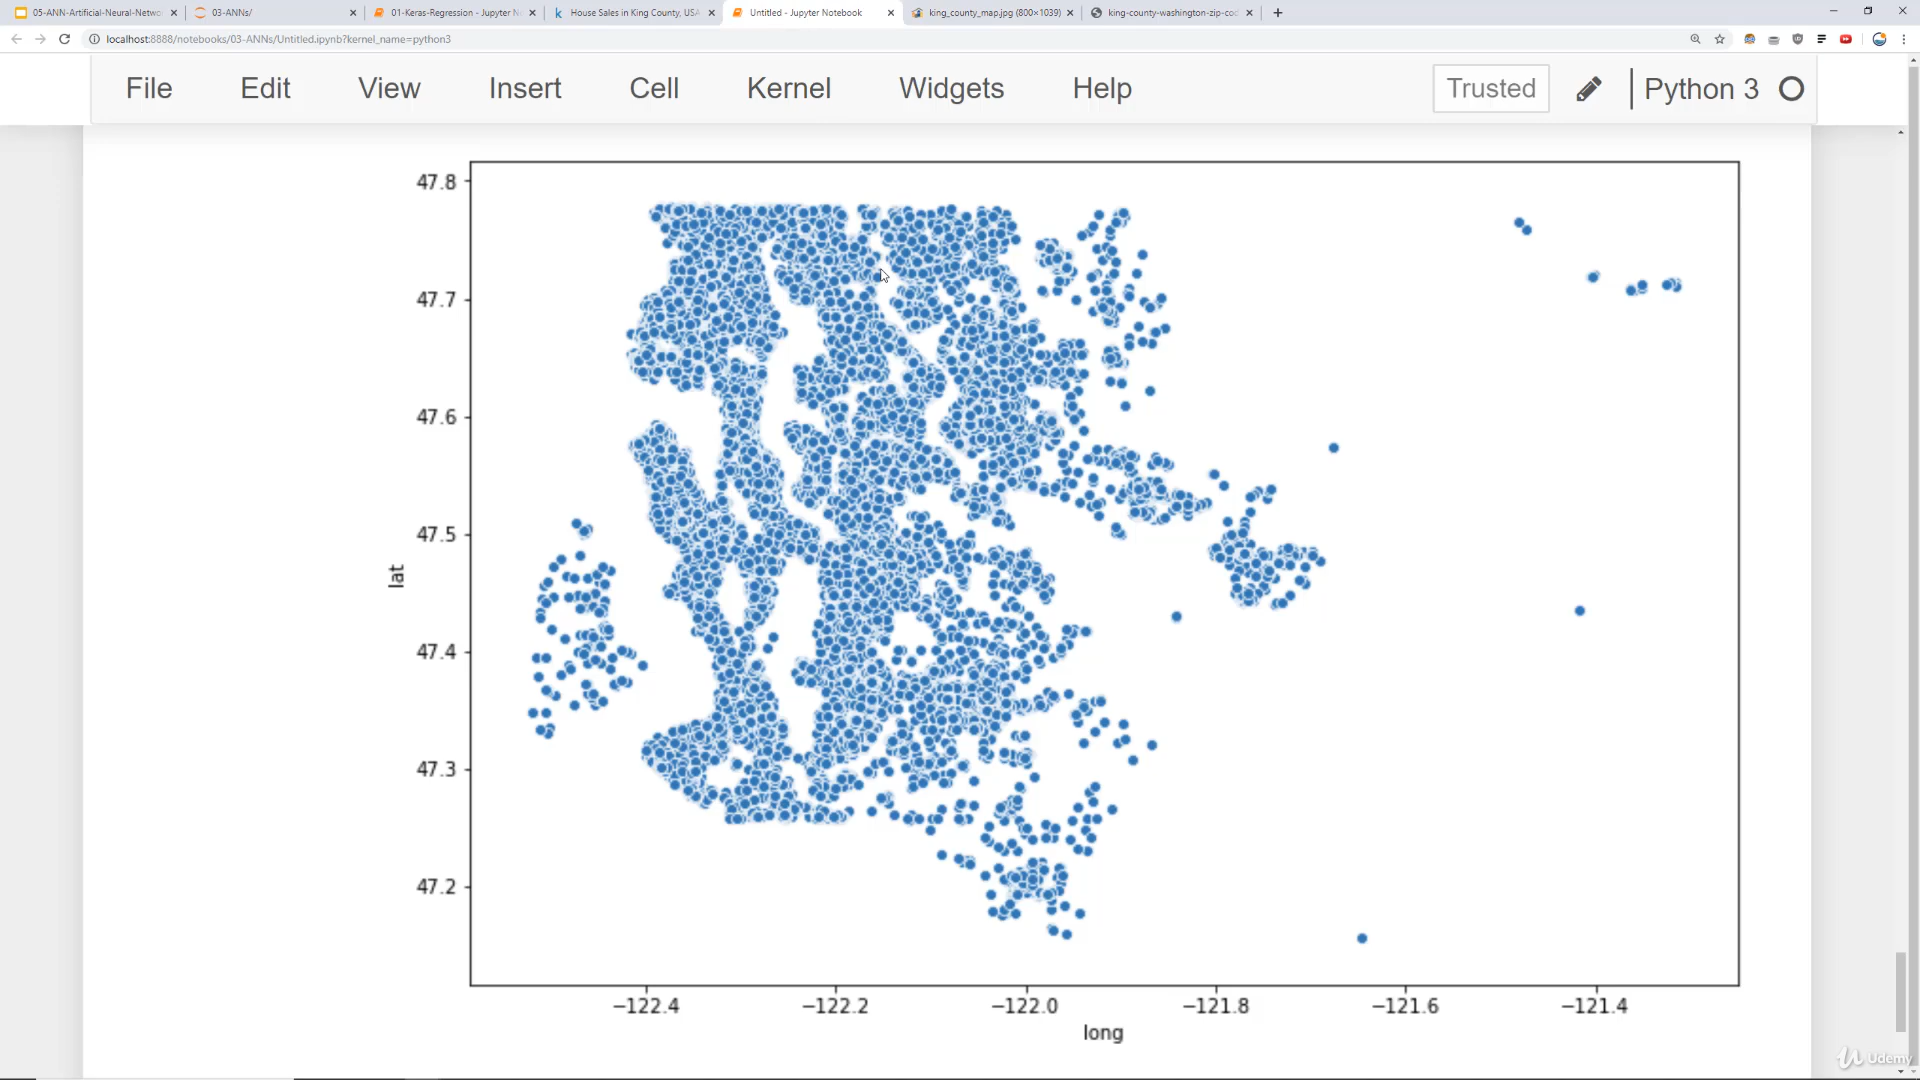 05-ANN-Artificial-Neural-Netwo
03-ANNs/
01-Keras-Regression - Jupyter N
House Sales in King County, USA
Untitled - Jupyter Notebook
king_county_map.jpg (800×1039)
king-county-washington-zip-cod
localhost:8888/notebooks/03-ANNs/Untitled.ipynb?kernel_name=python3
File Edit View Insert Cell Kernel Widgets Help Trusted Python 3
47.8
47.7
47.6
47.5
lat
47.4
47.3
47.2
−122.4 −122.2 −122.0 −121.8 −121.6 −121.4
long
Udemy